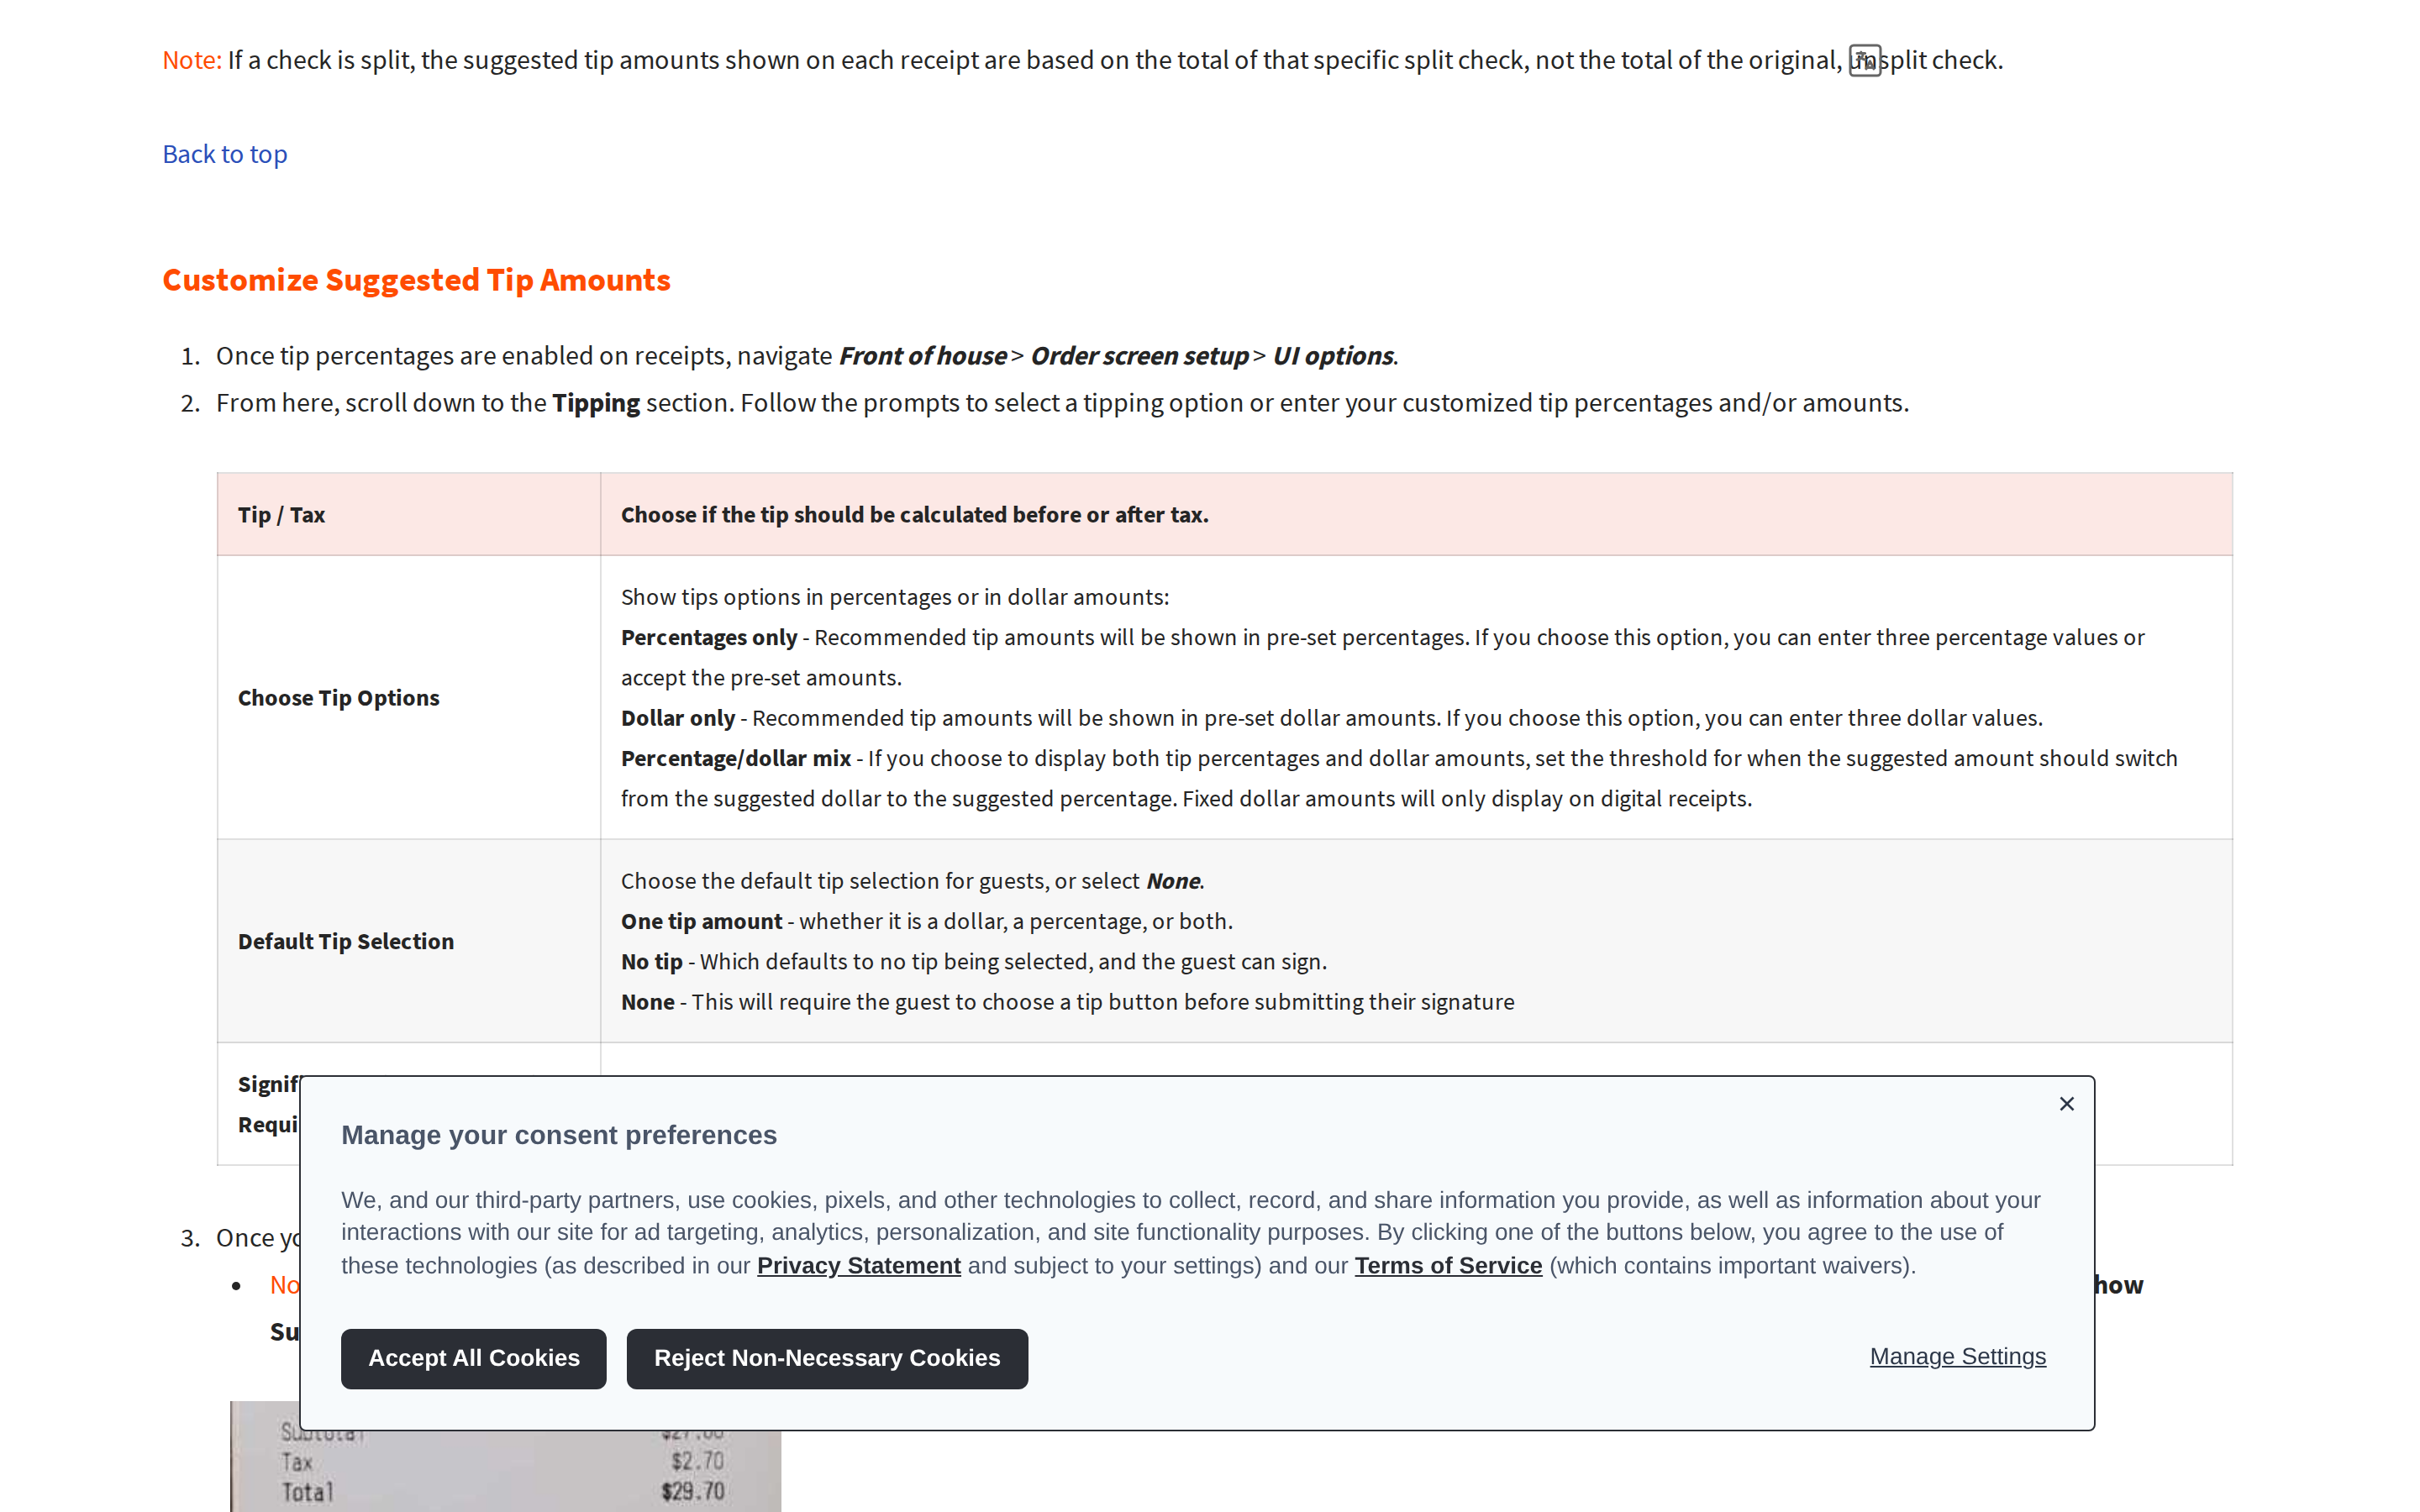 Note: If a check is split, the suggested tip amounts shown on each receipt are based on the total of that specific split check, not the total of the original, unsplit check.
Back to top
Customize Suggested Tip Amounts
1. Once tip percentages are enabled on receipts, navigate Front of house > Order screen setup > UI options.
2. From here, scroll down to the Tipping section. Follow the prompts to select a tipping option or enter your customized tip percentages and/or amounts.
Tip / Tax
Choose if the tip should be calculated before or after tax.
Choose Tip Options
Show tips options in percentages or in dollar amounts:
Percentages only - Recommended tip amounts will be shown in pre-set percentages. If you choose this option, you can enter three percentage values or
accept the pre-set amounts.
Dollar only - Recommended tip amounts will be shown in pre-set dollar amounts. If you choose this option, you can enter three dollar values.
Percentage/dollar mix - If you choose to display both tip percentages and dollar amounts, set the threshold for when the suggested amount should switch
from the suggested dollar to the suggested percentage. Fixed dollar amounts will only display on digital receipts.
Default Tip Selection
Choose the default tip selection for guests, or select None.
One tip amount - whether it is a dollar, a percentage, or both.
No tip - Which defaults to no tip being selected, and the guest can sign.
None - This will require the guest to choose a tip button before submitting their signature
Manage your consent preferences
We, and our third-party partners, use cookies, pixels, and other technologies to collect, record, and share information you provide, as well as information about your
interactions with our site for ad targeting, analytics, personalization, and site functionality purposes. By clicking one of the buttons below, you agree to the use of
these technologies (as described in our Privacy Statement and subject to your settings) and our Terms of Service (which contains important waivers).
Accept All Cookies
Reject Non-Necessary Cookies
Manage Settings
3. Once
Subtotal
Tax $2.70
Total $29.70